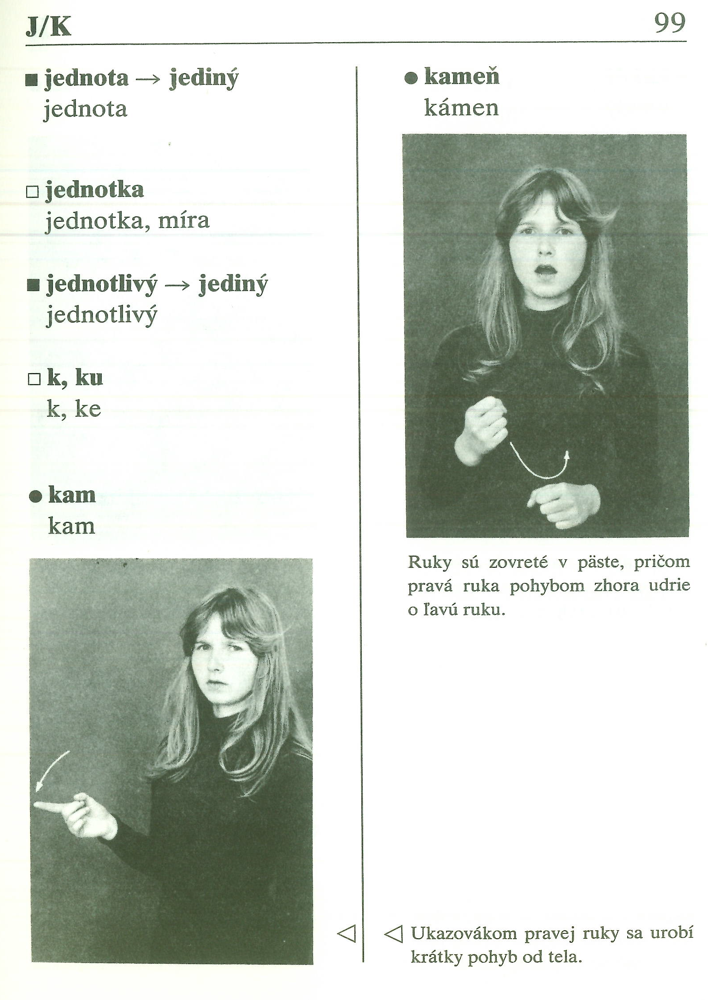 J/K
99
■ jednota → jediný
jednota
□ jednotka
jednotka, míra
■ jednotlivý → jediný
jednotlivý
□ k, ku
k, ke
● kam
kam
◁
● kameň
kámen
Ruky sú zovreté v päste, pričom
pravá ruka pohybom zhora udrie
o ľavú ruku.
◁ Ukazovákom pravej ruky sa urobí
krátky pohyb od tela.